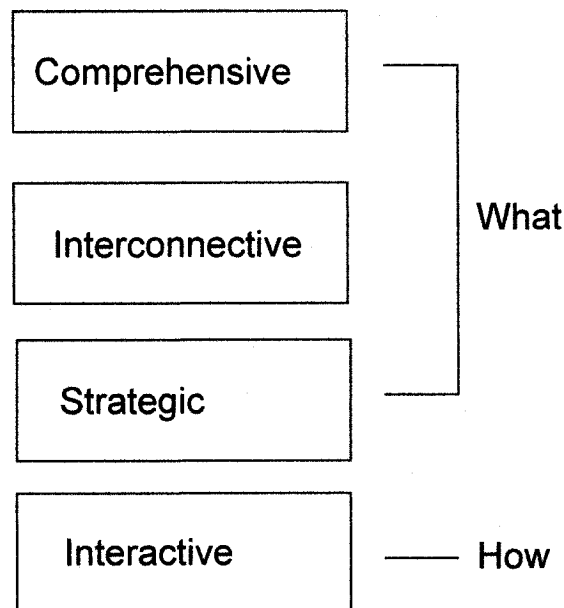 Comprehensive
Interconnective
What
Strategic
Interactive
How